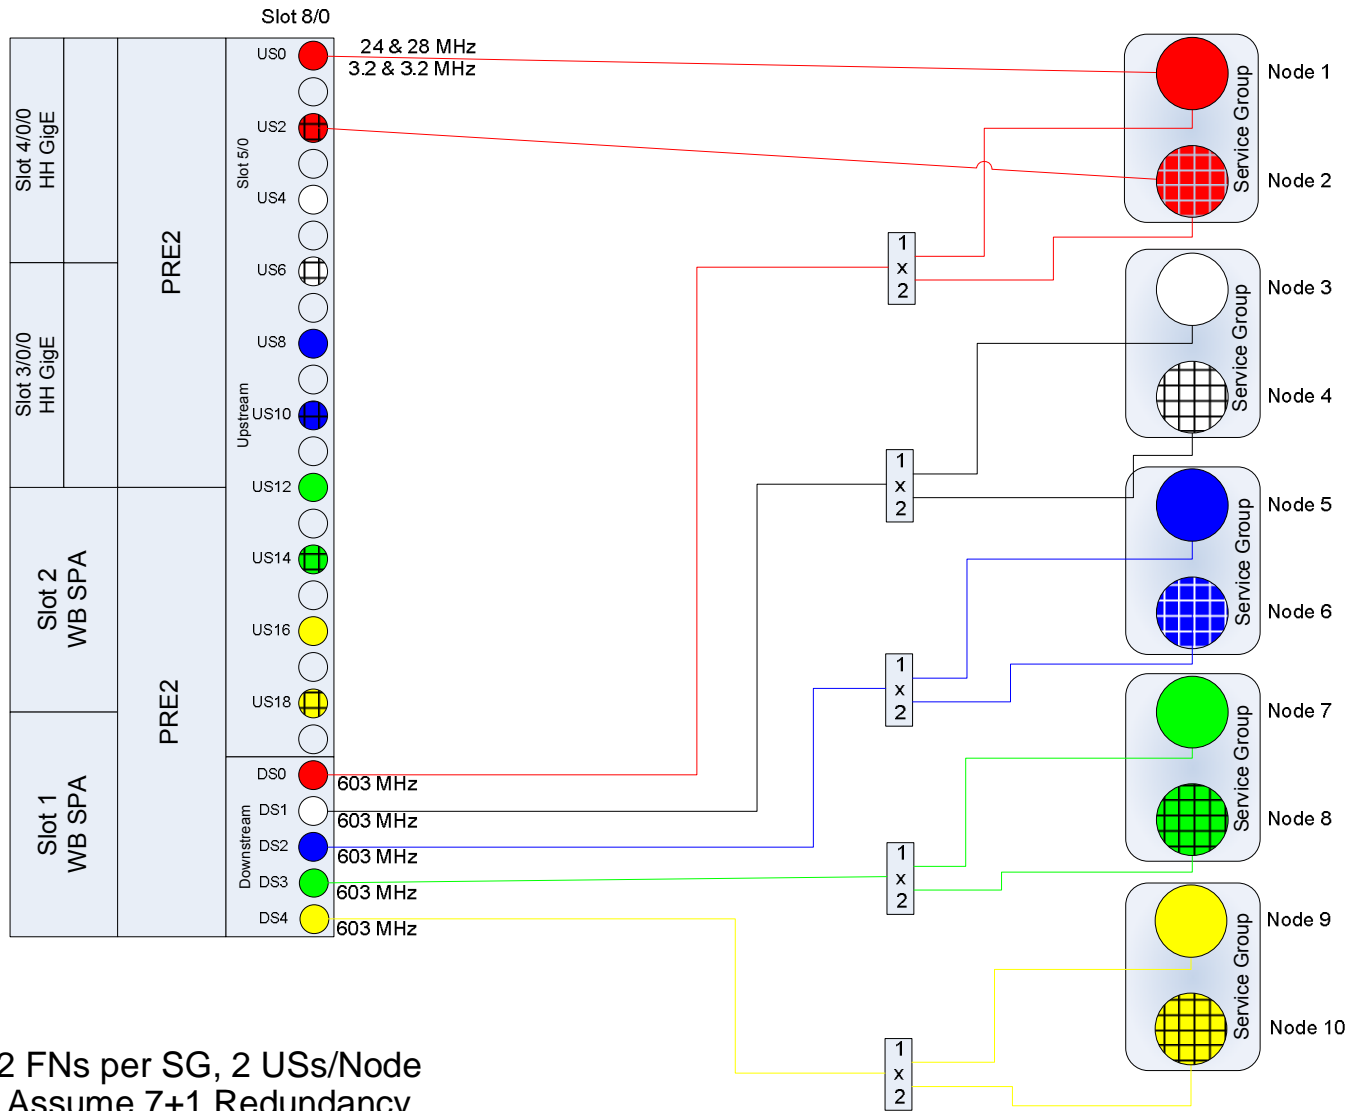 Slot 8/0
Slot 4/0/0
HH GigE
Slot 3/0/0
HH GigE
Slot 2
WB SPA
Slot 1
WB SPA
PRE2
PRE2
Slot 5/0
Upstream
Downstream
US0
US2
US4
US6
US8
US10
US12
US14
US16
US18
DS0
DS1
DS2
DS3
DS4
24 & 28 MHz
3.2 & 3.2 MHz
603 MHz
603 MHz
603 MHz
603 MHz
603 MHz
1
x
2
1
x
2
1
x
2
1
x
2
1
x
2
Service Group
Node 1
Node 2
Service Group
Node 3
Node 4
Service Group
Node 5
Node 6
Service Group
Node 7
Node 8
Service Group
Node 9
Node 10
2 FNs per SG, 2 USs/Node
Assume 7+1 Redundancy